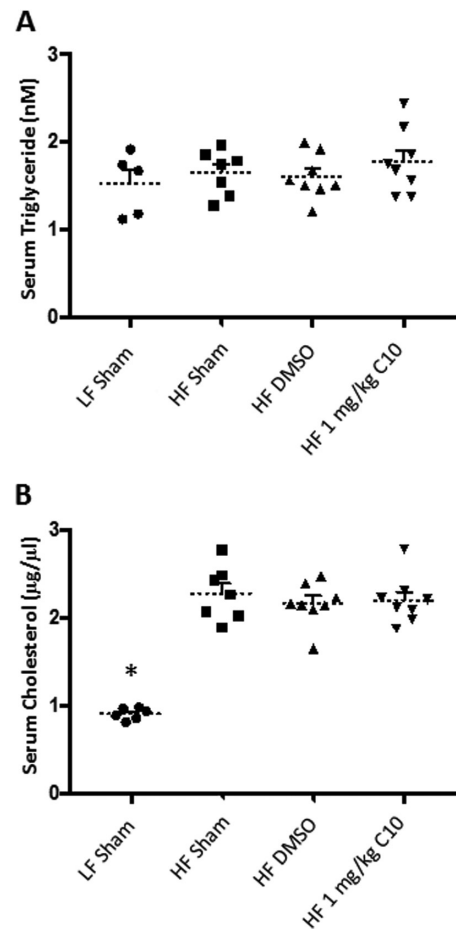 A
Serum Triglyceride (nM)
3
2
1
0
LF Sham
HF Sham
HF DMSO
HF 1 mg/kg C10
B
Serum Cholesterol (µg/µl)
3
2
1
0
*
LF Sham
HF Sham
HF DMSO
HF 1 mg/kg C10